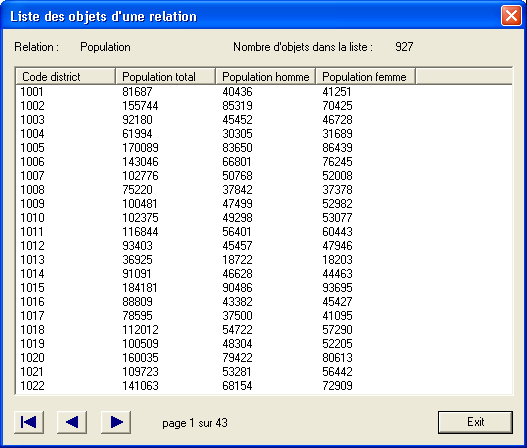 Liste des objets d'une relation
Relation : Population Nombre d'objets dans la liste : 927
Code district Population total Population homme Population femme
1001 81687 40436 41251
1002 155744 85319 70425
1003 92180 45452 46728
1004 61994 30305 31689
1005 170089 83650 86439
1006 143046 66801 76245
1007 102776 50768 52008
1008 75220 37842 37378
1009 100481 47499 52982
1010 102375 49298 53077
1011 116844 56401 60443
1012 93403 45457 47946
1013 36925 18722 18203
1014 91091 46628 44463
1015 184181 90486 93695
1016 88809 43382 45427
1017 78595 37500 41095
1018 112012 54722 57290
1019 100509 48304 52205
1020 160035 79422 80613
1021 109723 53281 56442
1022 141063 68154 72909
page 1 sur 43 Exit